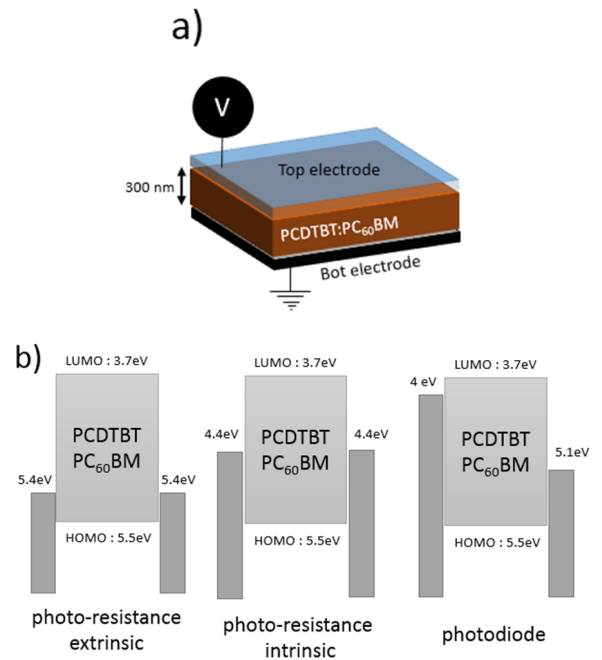 a)
V
Top electrode
300 nm
PCDTBT:PC₆₀BM
Bot electrode
b)
LUMO : 3.7eV
PCDTBT
PC₆₀BM
5.4eV
5.4eV
HOMO : 5.5eV
photo-resistance
extrinsic
LUMO : 3.7eV
4.4eV
4.4eV
PCDTBT
PC₆₀BM
HOMO : 5.5eV
photo-resistance
intrinsic
LUMO : 3.7eV
4 eV
PCDTBT
PC₆₀BM
5.1eV
HOMO : 5.5eV
photodiode